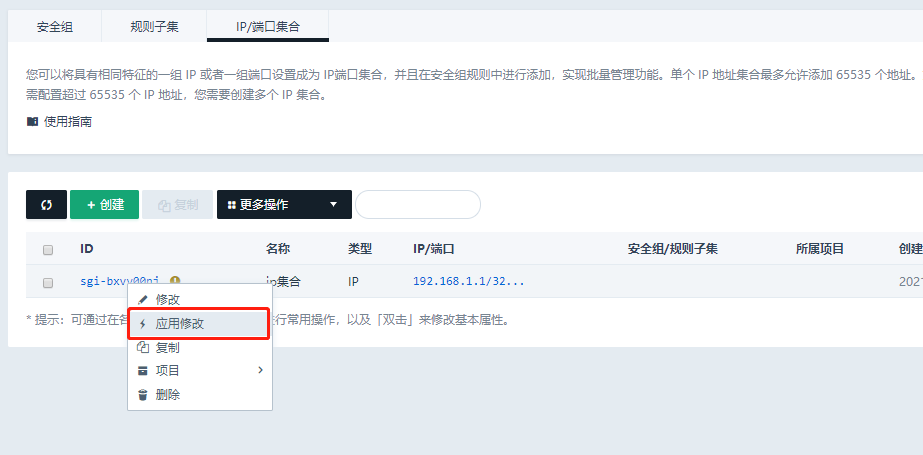 安全组 规则子集 IP/端口集合
您可以将具有相同特征的一组 IP 或者一组端口设置成为 IP端口集合，并且在安全组规则中进行添加，实现批量管理功能。单个 IP 地址集合最多允许添加 65535 个地址。
需配置超过 65535 个 IP 地址，您需要创建多个 IP 集合。
使用指南
+ 创建 复制 更多操作
ID 名称 类型 IP/端口 安全组/规则子集 所属项目 创建
ip集合 IP 192.168.1.1/32... 202
修改
应用修改
* 提示：可通过在各 进行常用操作，以及「双击」来修改基本属性。
复制
项目
删除